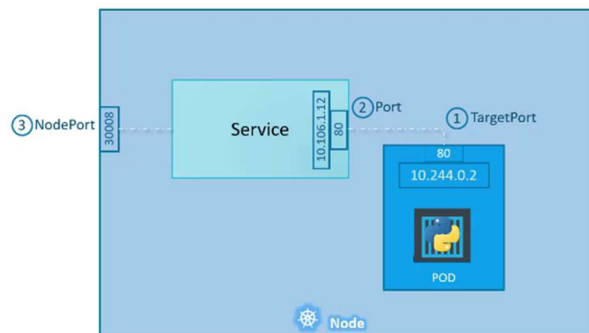 3 NodePort
30008
Service
10.106.1.12
80
2 Port
1 TargetPort
80
10.244.0.2
POD
Node